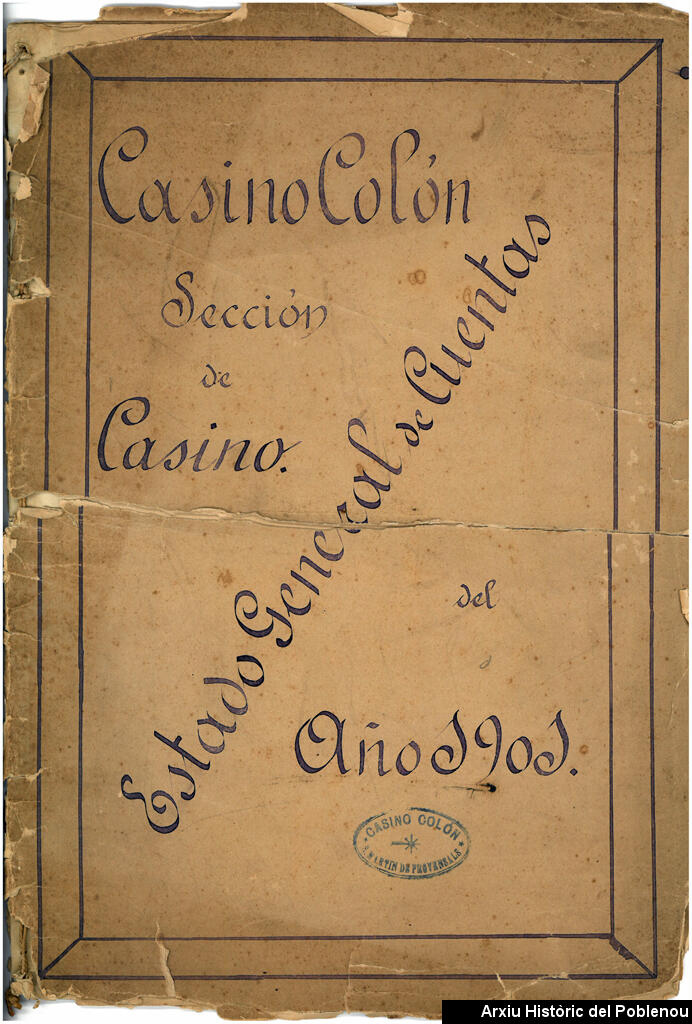 Casino Colón
Sección
de
Casino.
Estado General de Cuentas
del
Año 1901.
CASINO COLÓN
S. MARTIN DE PROVENSALS
Arxiu Històric del Poblenou